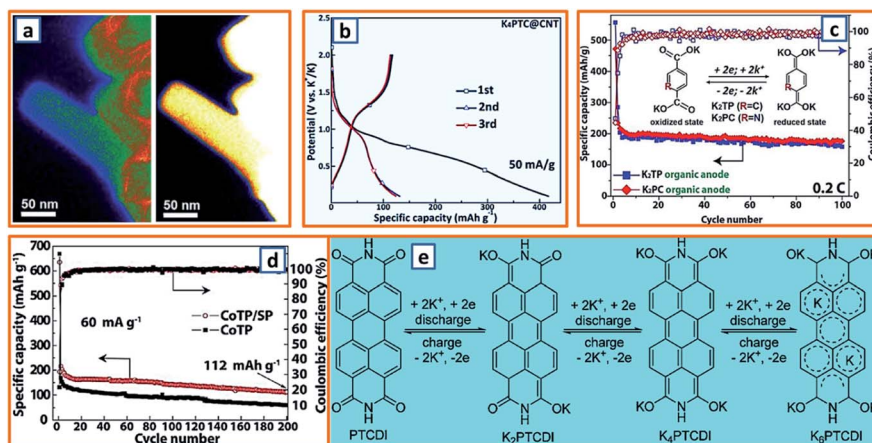 a
50 nm
50 nm
b
K₄PTC@CNT
Potential (V vs. K⁺/K)
2.0
1.5
1.0
0.5
0.0
1st
2nd
3rd
50 mA/g
0 100 200 300 400
Specific capacity (mAh g⁻¹)
c
Specific capacity (mAh/g)
500
400
300
200
100
0
+ 2e; + 2k⁺
- 2e; - 2k⁺
K₂TP (R=C)
K₂PC (R=N)
oxidized state
reduced state
K₂TP organic anode
K₂PC organic anode
0.2 C
0 20 40 60 80 100
Cycle number
100
80
60
40
20
0
d
Specific capacity (mAh g⁻¹)
700
600
500
400
300
200
100
0
CoTP/SP
CoTP
60 mA g⁻¹
112 mAh g⁻¹
0 20 40 60 80 100 120 140 160 180 200
Cycle number
Coulombic efficiency (%)
100
90
80
70
60
50
40
30
20
10
e
+ 2K⁺, +2e
discharge
charge
- 2K⁺, -2e
+ 2K⁺, +2e
discharge
charge
- 2K⁺, -2e
+ 2K⁺, +2e
discharge
charge
- 2K⁺, -2e
PTCDI
K₂PTCDI
K₄PTCDI